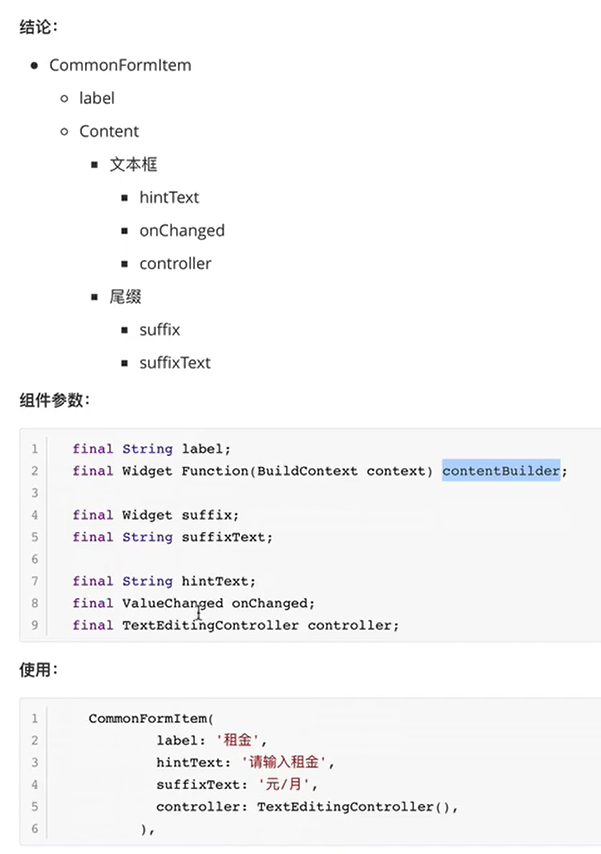 结论：
CommonFormItem
label
Content
文本框
hintText
onChanged
controller
尾缀
suffix
suffixText
组件参数：
1 final String label;
2 final Widget Function(BuildContext context) contentBuilder;
3
4 final Widget suffix;
5 final String suffixText;
6
7 final String hintText;
8 final ValueChanged onChanged;
9 final TextEditingController controller;
使用：
1 CommonFormItem(
2 label: '租金',
3 hintText: '请输入租金',
4 suffixText: '元/月',
5 controller: TextEditingController(),
6 ),